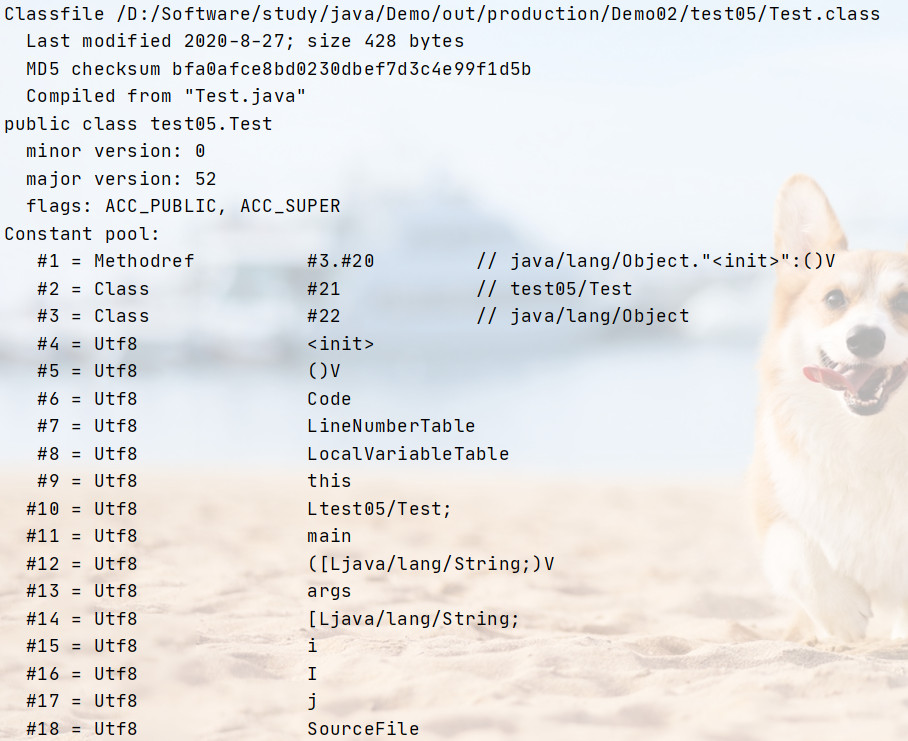 Classfile /D:/Software/study/java/Demo/out/production/Demo02/test05/Test.class
  Last modified 2020-8-27; size 428 bytes
  MD5 checksum bfa0afce8bd0230dbef7d3c4e99f1d5b
  Compiled from "Test.java"
public class test05.Test
  minor version: 0
  major version: 52
  flags: ACC_PUBLIC, ACC_SUPER
Constant pool:
   #1 = Methodref          #3.#20         // java/lang/Object."<init>":()V
   #2 = Class              #21            // test05/Test
   #3 = Class              #22            // java/lang/Object
   #4 = Utf8               <init>
   #5 = Utf8               ()V
   #6 = Utf8               Code
   #7 = Utf8               LineNumberTable
   #8 = Utf8               LocalVariableTable
   #9 = Utf8               this
  #10 = Utf8               Ltest05/Test;
  #11 = Utf8               main
  #12 = Utf8               ([Ljava/lang/String;)V
  #13 = Utf8               args
  #14 = Utf8               [Ljava/lang/String;
  #15 = Utf8               i
  #16 = Utf8               I
  #17 = Utf8               j
  #18 = Utf8               SourceFile